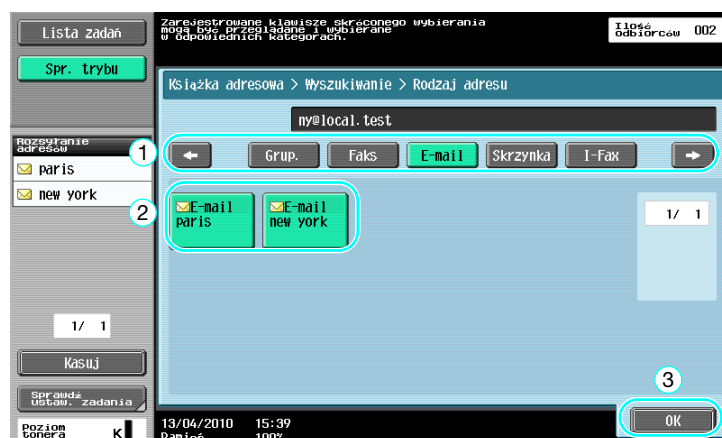 Lista zadań
Spr. trybu
Zarejestrowane klawisze skróconego wybierania
mogą być przeglądane i wybierane
w odpowiednich kategorach.
Ilość
odbiorców 002
Książka adresowa > Wyszukiwanie > Rodzaj adresu
ny@local.test
Rozsyłanie
adresów
1
Grup. Faks E-mail Skrzynka I-Fax
paris
new york
2
E-mail
paris
E-mail
new york
1/ 1
1/ 1
Kasuj
Sprawdź
ustaw. zadania
3
OK
Poziom
tonera K
13/04/2010 15:39
Pamięć 100%